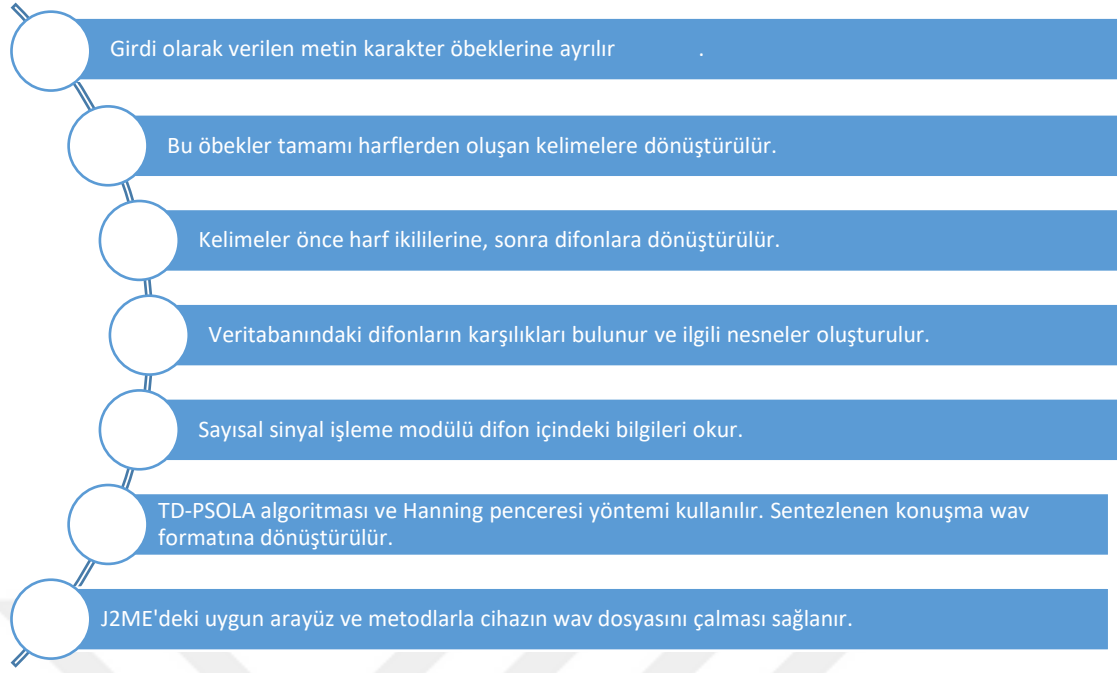 Girdi olarak verilen metin karakter öbeklerine ayrılır .
Bu öbekler tamamı harflerden oluşan kelimelere dönüştürülür.
Kelimeler önce harf ikililerine, sonra difonlara dönüştürülür.
Veritabanındaki difonların karşılıkları bulunur ve ilgili nesneler oluşturulur.
Sayısal sinyal işleme modülü difon içindeki bilgileri okur.
TD-PSOLA algoritması ve Hanning penceresi yöntemi kullanılır. Sentezlenen konuşma wav
formatına dönüştürülür.
J2ME'deki uygun arayüz ve metodlarla cihazın wav dosyasını çalması sağlanır.